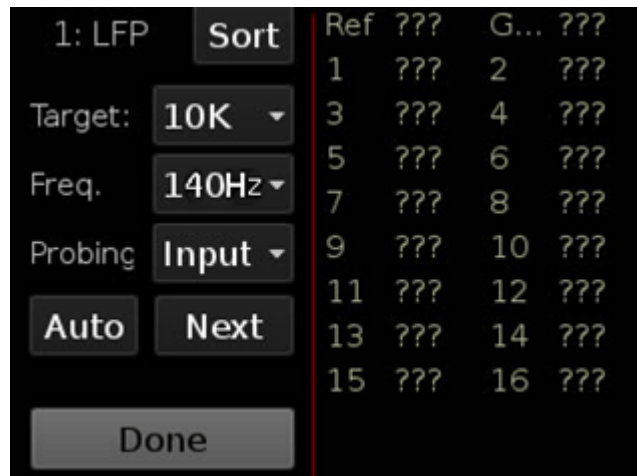 1: LFP Sort
Target: 10K
Freq. 140Hz
Probing Input
Auto Next
Done
Ref ??? G... ???
1 ??? 2 ???
3 ??? 4 ???
5 ??? 6 ???
7 ??? 8 ???
9 ??? 10 ???
11 ??? 12 ???
13 ??? 14 ???
15 ??? 16 ???